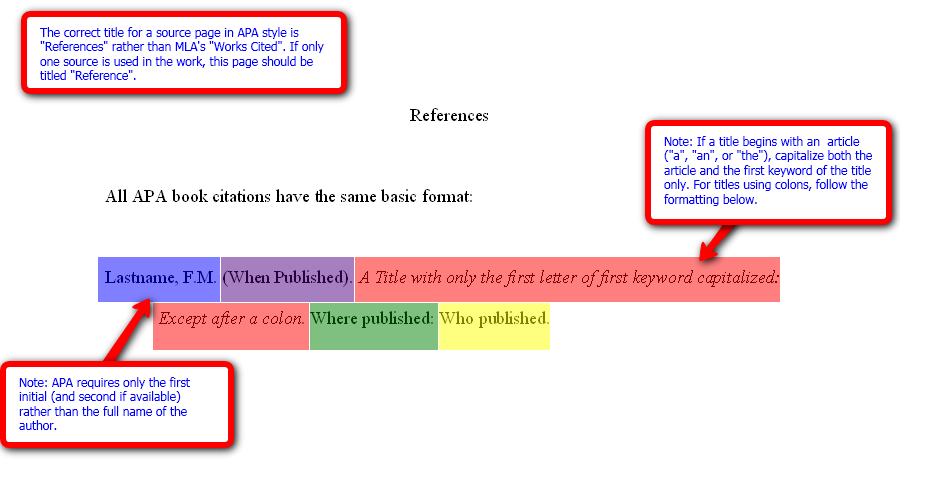 The correct title for a source page in APA style is
"References" rather than MLA's "Works Cited". If only
one source is used in the work, this page should be
titled "Reference".
References
Note: If a title begins with an article
("a", "an", or "the"), capitalize both the
article and the first keyword of the title
only. For titles using colons, follow the
formatting below.
All APA book citations have the same basic format:
Lastname, F.M. (When Published). A Title with only the first letter of first keyword capitalized:
Except after a colon. Where published: Who published.
Note: APA requires only the first
initial (and second if available)
rather than the full name of the
author.